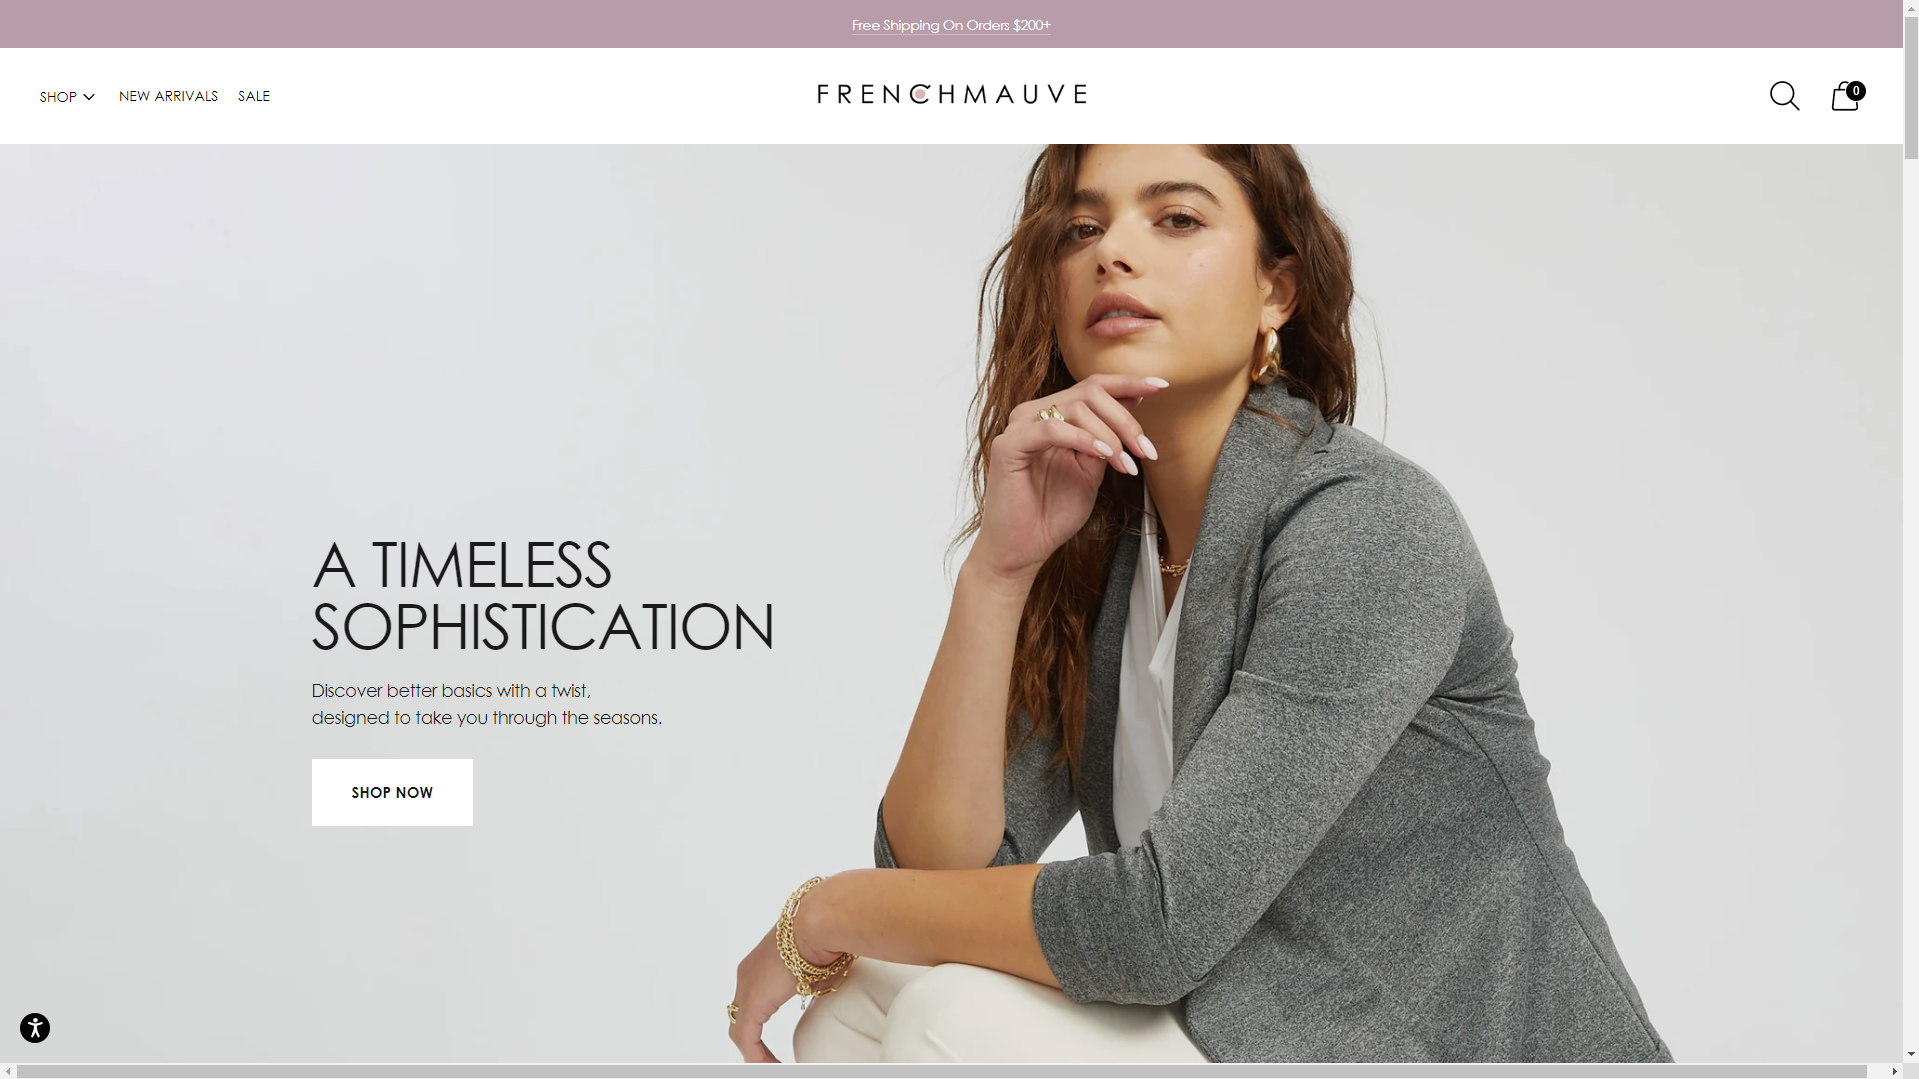 Free Shipping On Orders $200+
SHOP
NEW ARRIVALS
SALE
FRENCHMAUVE
0
A TIMELESS
SOPHISTICATION
Discover better basics with a twist,
designed to take you through the seasons.
SHOP NOW